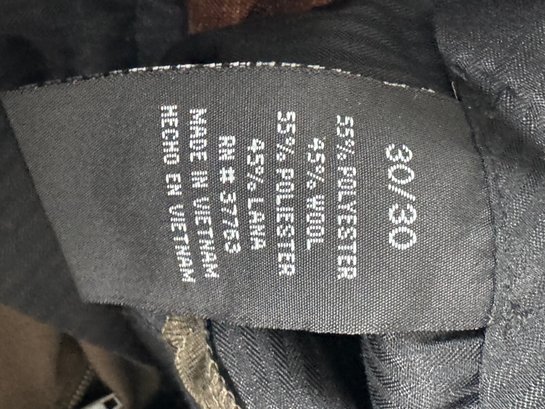 30/30
55% POLYESTER
45% WOOL
55% POLIESTER
45% LANA
RN # 37763
MADE IN VIETNAM
HECHO EN VIETNAM